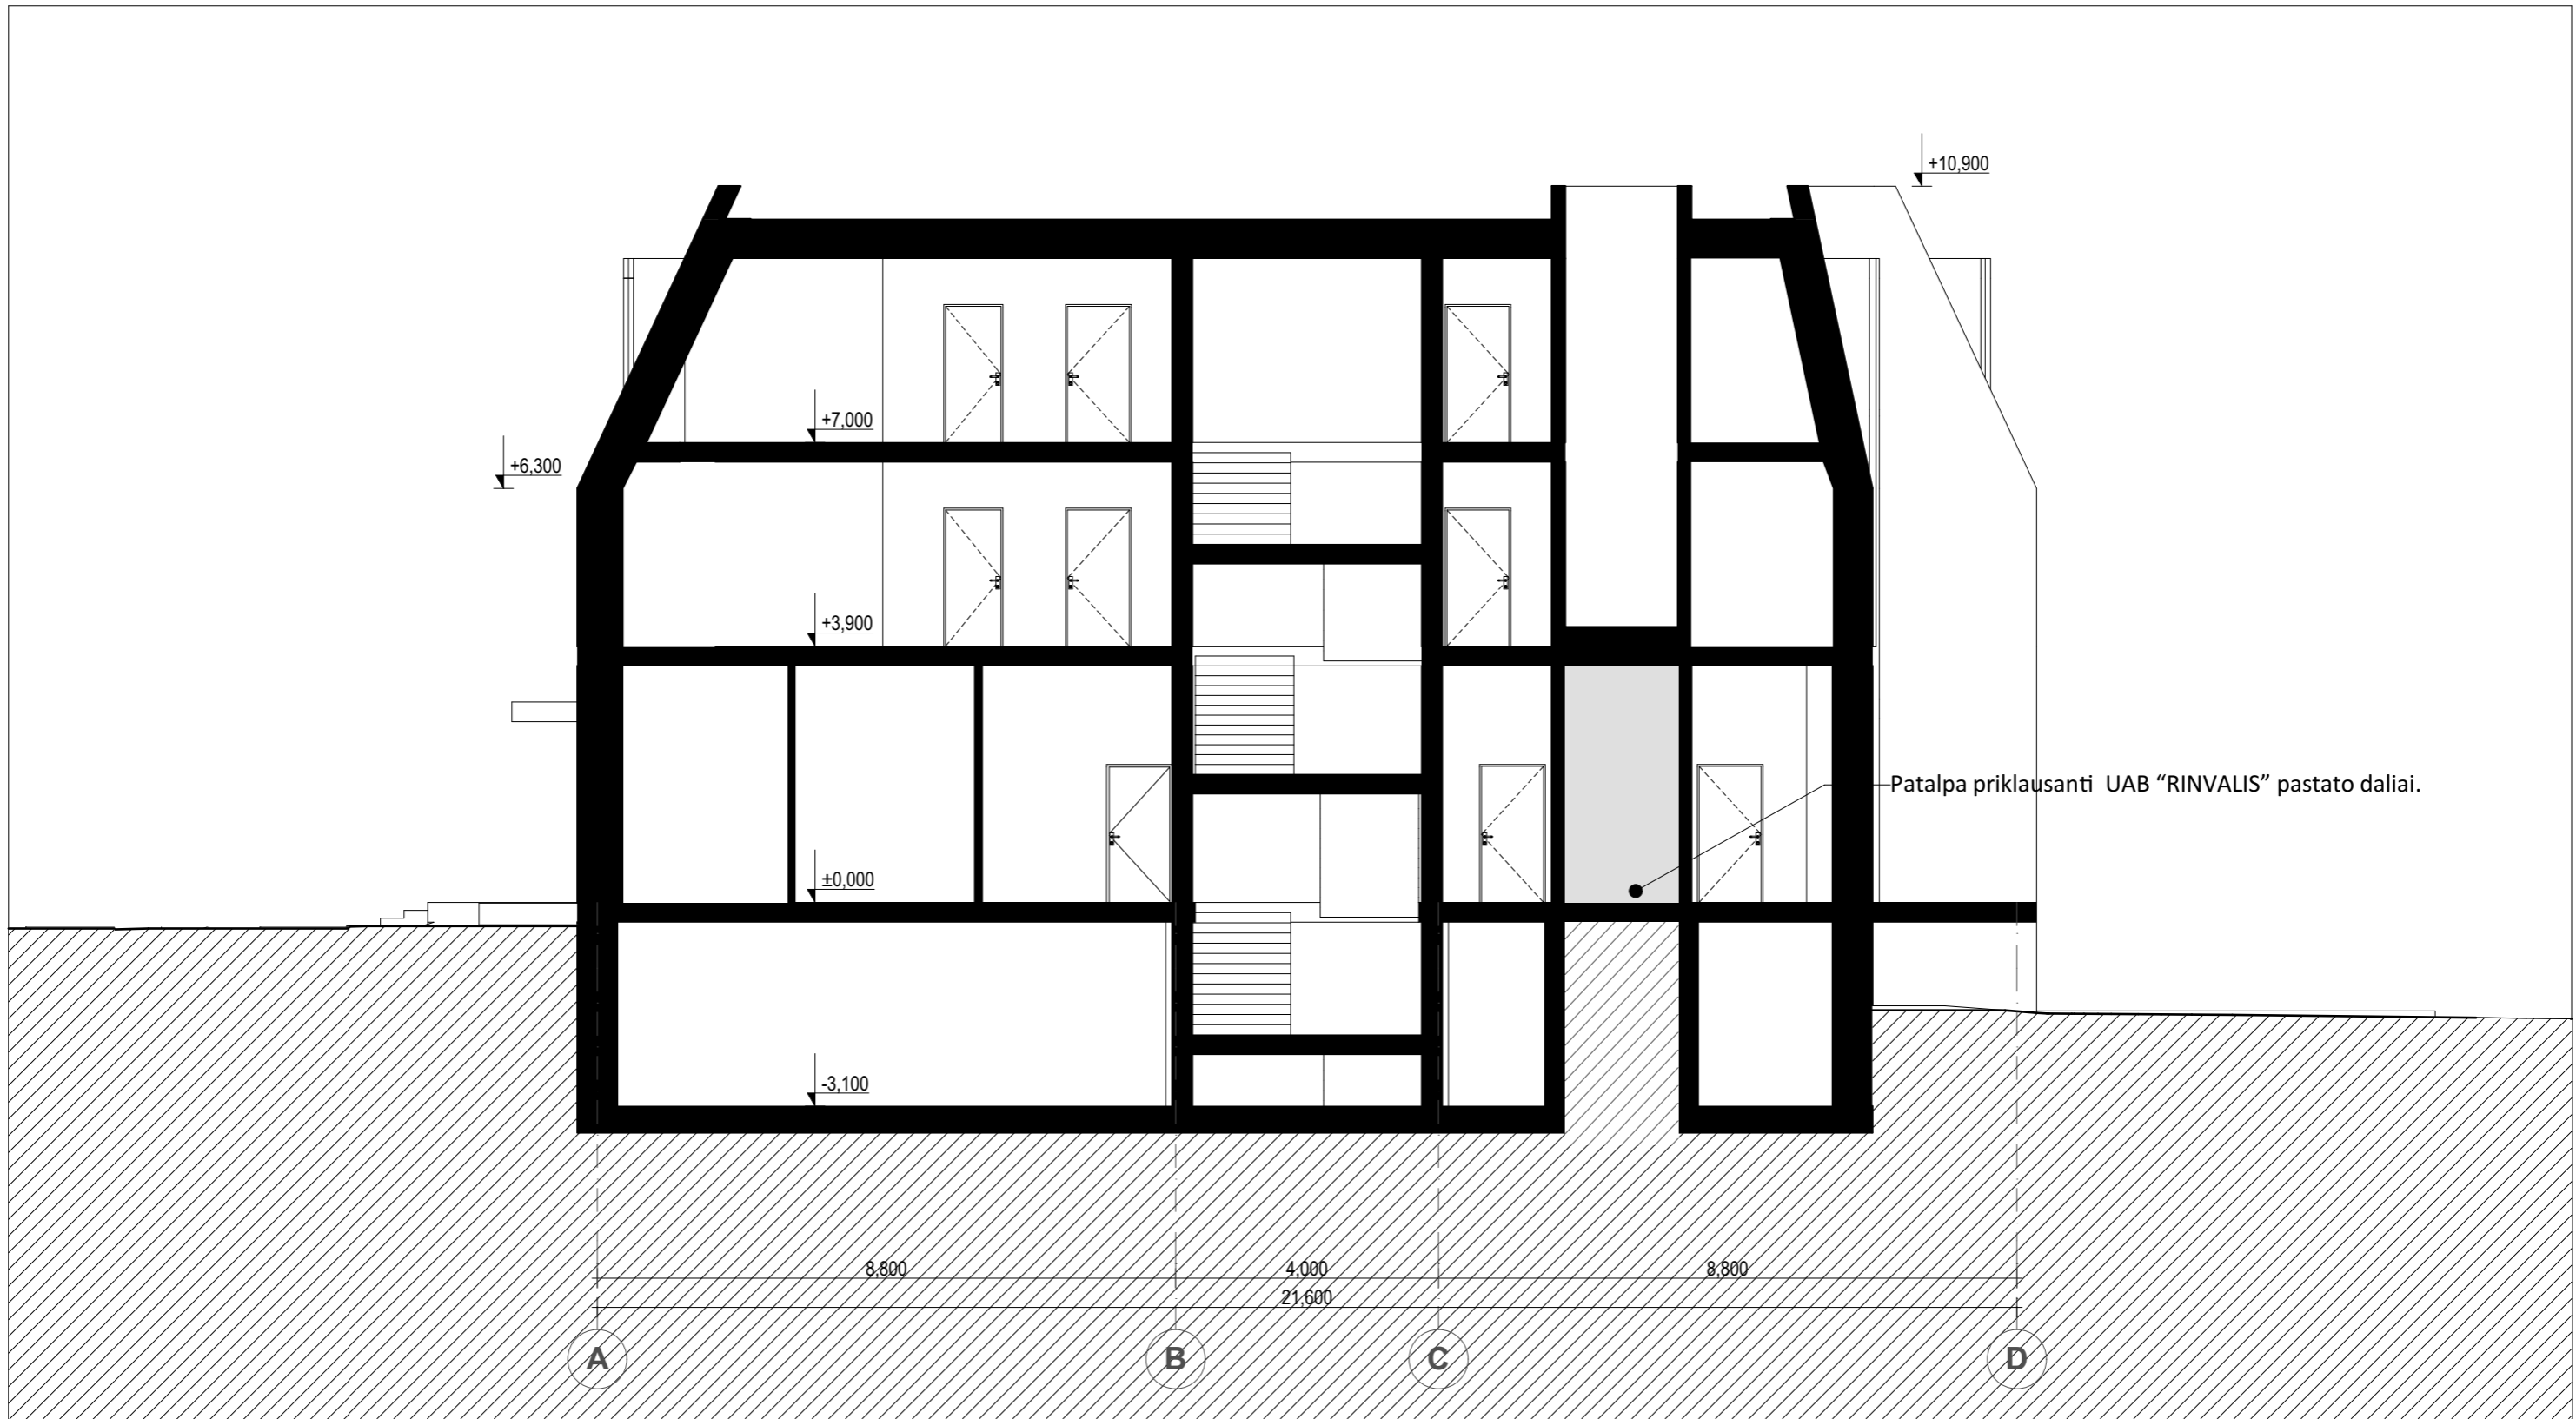 +10,900
+7,000
+6,300
+3,900
Patalpa priklausanti UAB “RINVALIS” pastato daliai.
±0,000
-3,100
8,800 4,000 8,800
21,600
A B C D